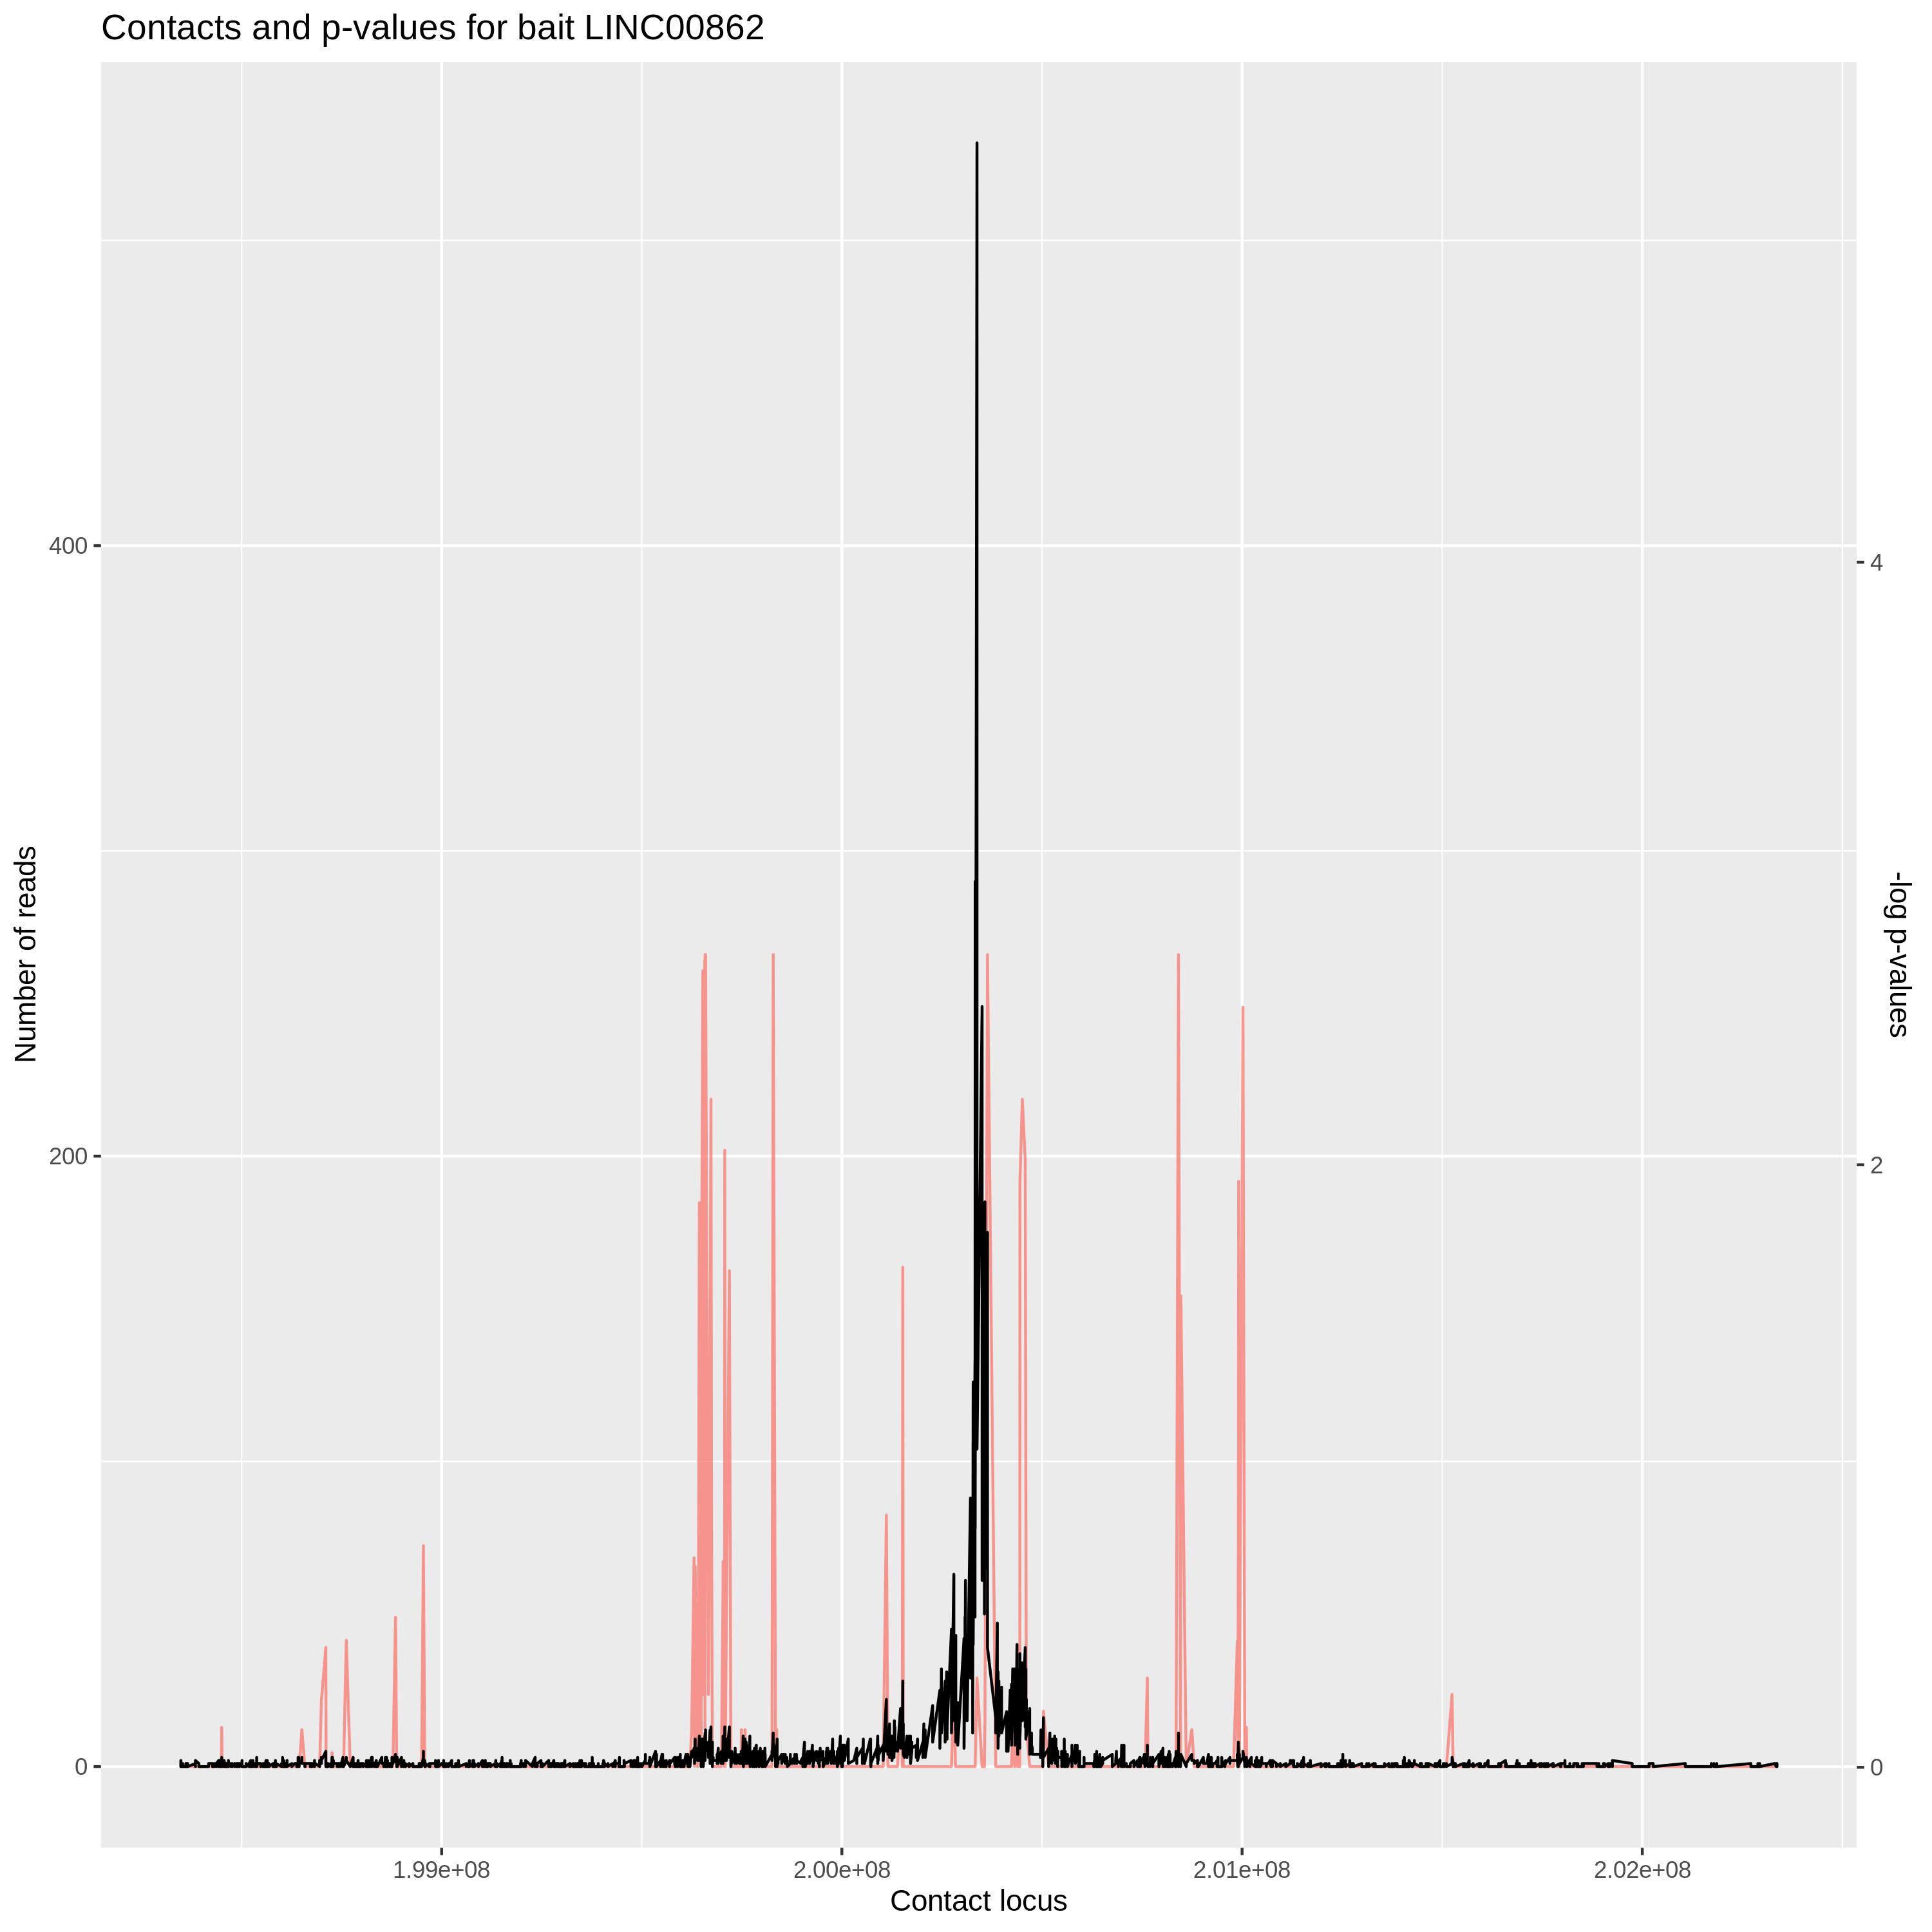 Contacts and p-values for bait LINC00862
Number of reads
400
200
0
4
2
0
-log p-values
1.99e+08
2.00e+08
2.01e+08
2.02e+08
Contact locus